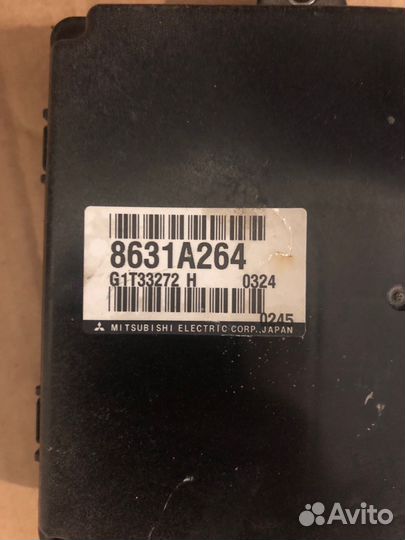 8631A264
G1T33272 H 0324
0245
MITSUBISHI ELECTRIC CORP. JAPAN
Avito